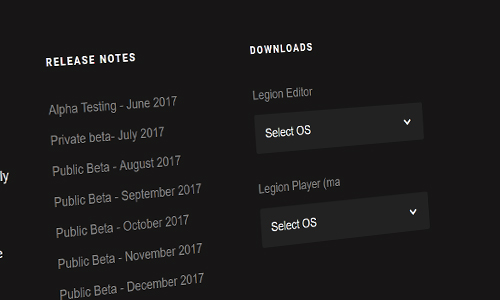 RELEASE NOTES
Alpha Testing - June 2017
Private beta- July 2017
Public Beta - August 2017
Public Beta - September 2017
Public Beta - October 2017
Public Beta - November 2017
Public Beta - December 2017
DOWNLOADS
Legion Editor
Select OS
Legion Player (ma
Select OS